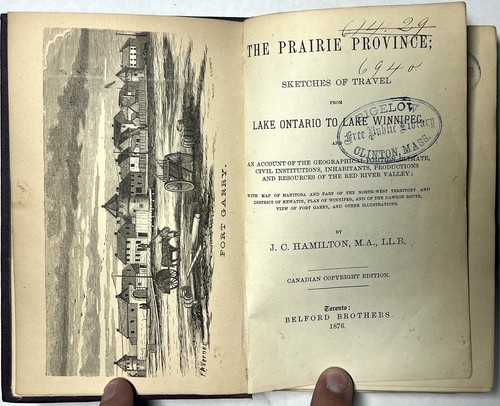 FORT GARRY.
614.29
THE PRAIRIE PROVINCE;
6940
SKETCHES OF TRAVEL
FROM
LAKE ONTARIO TO LAKE WINNIPEG,
AND
BIGELOW
Free Public Library
CLINTON, MASS.
AN ACCOUNT OF THE GEOGRAPHICAL POSITION, CLIMATE,
CIVIL INSTITUTIONS, INHABITANTS, PRODUCTIONS
AND RESOURCES OF THE RED RIVER VALLEY;
WITH MAP OF MANITOBA AND PART OF THE NORTH-WEST TERRITORY AND
DISTRICT OF KEWATIN, PLAN OF WINNIPEG, AND OF THE DAWSON ROUTE,
VIEW OF FORT GARRY, AND OTHER ILLUSTRATIONS.
BY
J. C. HAMILTON, M.A., LL.B.
CANADIAN COPYRIGHT EDITION.
Toronto:
BELFORD BROTHERS.
1876.